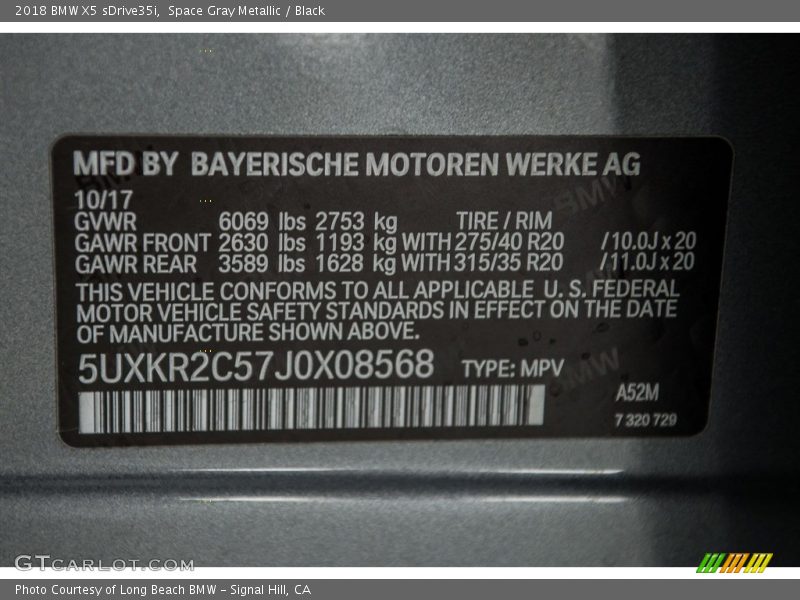 2018 BMW X5 sDrive35i,  Space Gray Metallic / Black
MFD BY BAYERISCHE MOTOREN WERKE AG
10/17
GVWR 6069 lbs 2753 kg TIRE / RIM
GAWR FRONT 2630 lbs 1193 kg WITH 275/40 R20 /10.0J x 20
GAWR REAR 3589 lbs 1628 kg WITH 315/35 R20 /11.0J x 20
THIS VEHICLE CONFORMS TO ALL APPLICABLE U. S. FEDERAL
MOTOR VEHICLE SAFETY STANDARDS IN EFFECT ON THE DATE
OF MANUFACTURE SHOWN ABOVE.
5UXKR2C57J0X08568 TYPE: MPV
A52M
7 320 729
GTCARLOT.COM
Photo Courtesy of Long Beach BMW – Signal Hill, CA